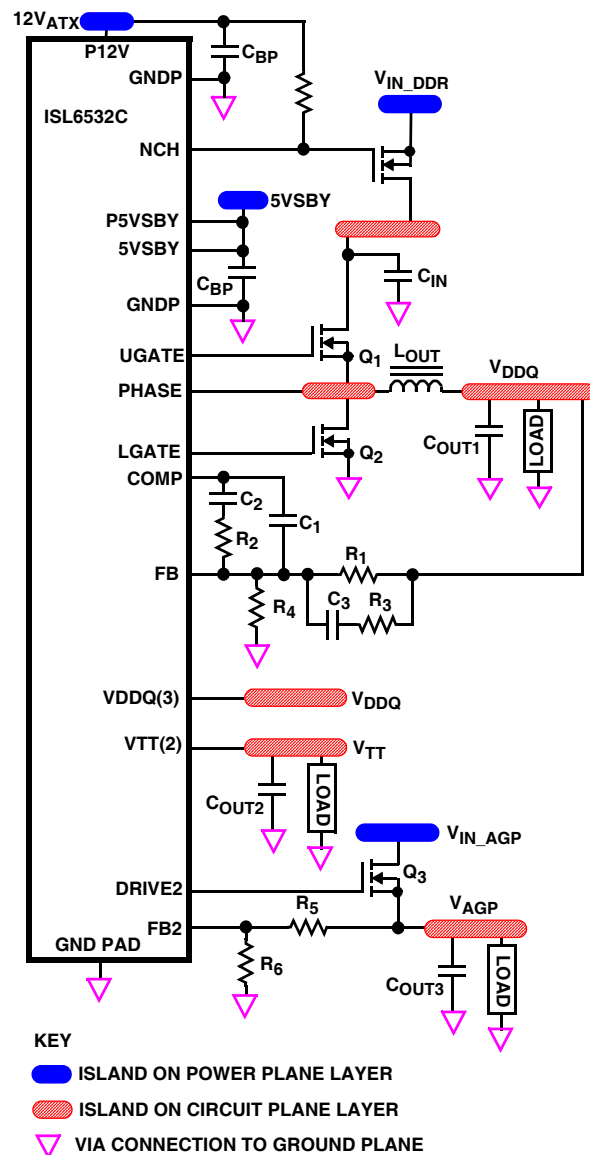 12VATX
P12V
CBP
GNDP
VIN_DDR
ISL6532C
NCH
5VSBY
P5VSBY
5VSBY
CBP
CIN
GNDP
UGATE
Q1
LOUT
PHASE
VDDQ
LGATE
Q2
COUT1
LOAD
COMP
C2
C1
R2
R1
FB
C3
R3
R4
VDDQ(3)
VDDQ
VTT(2)
VTT
COUT2
LOAD
VIN_AGP
Q3
DRIVE2
R5
VAGP
FB2
GND PAD
R6
COUT3
LOAD
KEY
ISLAND ON POWER PLANE LAYER
ISLAND ON CIRCUIT PLANE LAYER
VIA CONNECTION TO GROUND PLANE